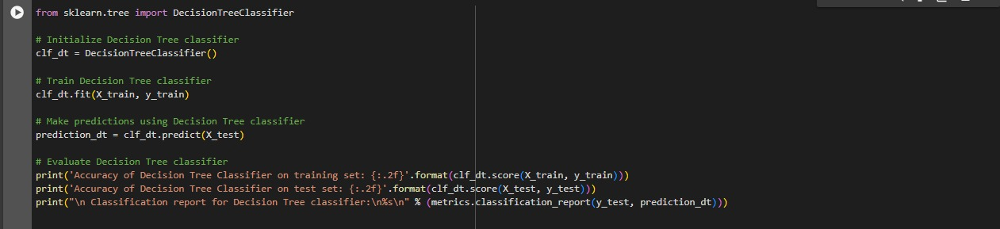 from sklearn.tree import DecisionTreeClassifier
# Initialize Decision Tree classifier
clf_dt = DecisionTreeClassifier()
# Train Decision Tree classifier
clf_dt.fit(X_train, y_train)
# Make predictions using Decision Tree classifier
prediction_dt = clf_dt.predict(X_test)
# Evaluate Decision Tree classifier
print('Accuracy of Decision Tree Classifier on training set: {:.2f}'.format(clf_dt.score(X_train, y_train)))
print('Accuracy of Decision Tree Classifier on test set: {:.2f}'.format(clf_dt.score(X_test, y_test)))
print("\n Classification report for Decision Tree classifier:\n%s\n" % (metrics.classification_report(y_test, prediction_dt)))